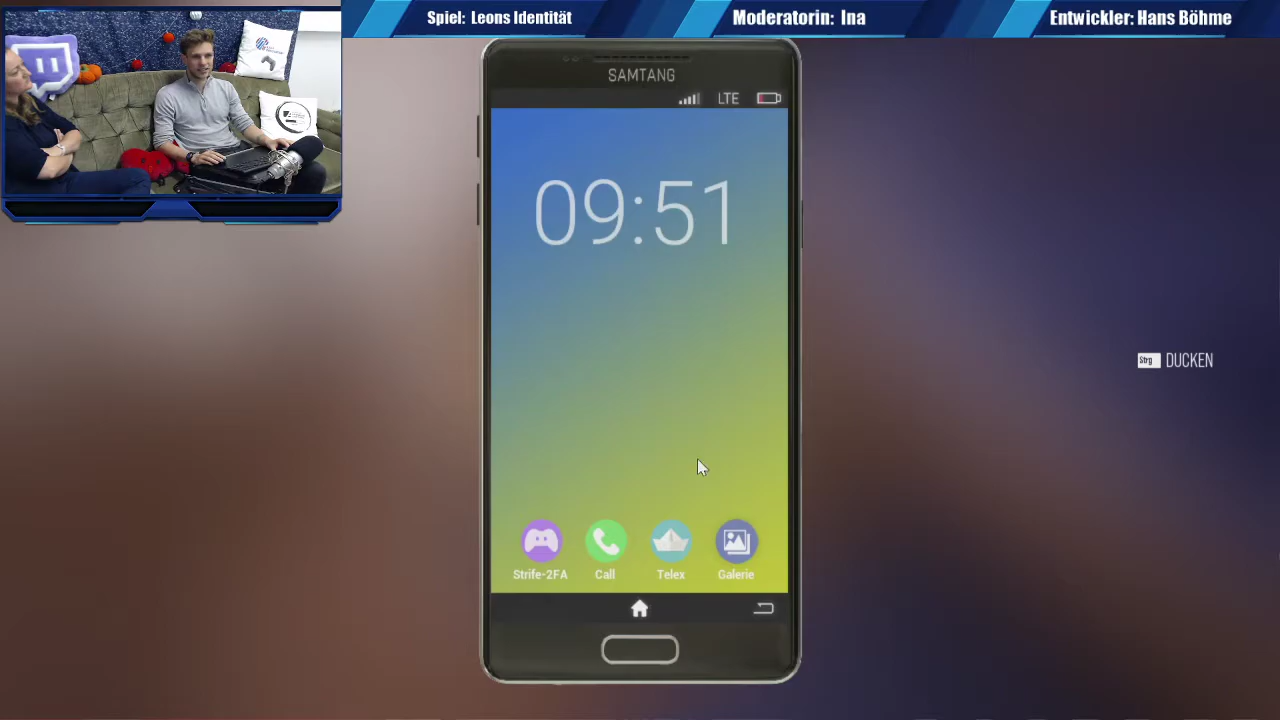 Spiel: Leons Identität
Moderatorin: Ina
Entwickler: Hans Böhme
SAMTANG
LTE
09:51
Strg DUCKEN
Strife-2FA
Call
Telex
Galerie